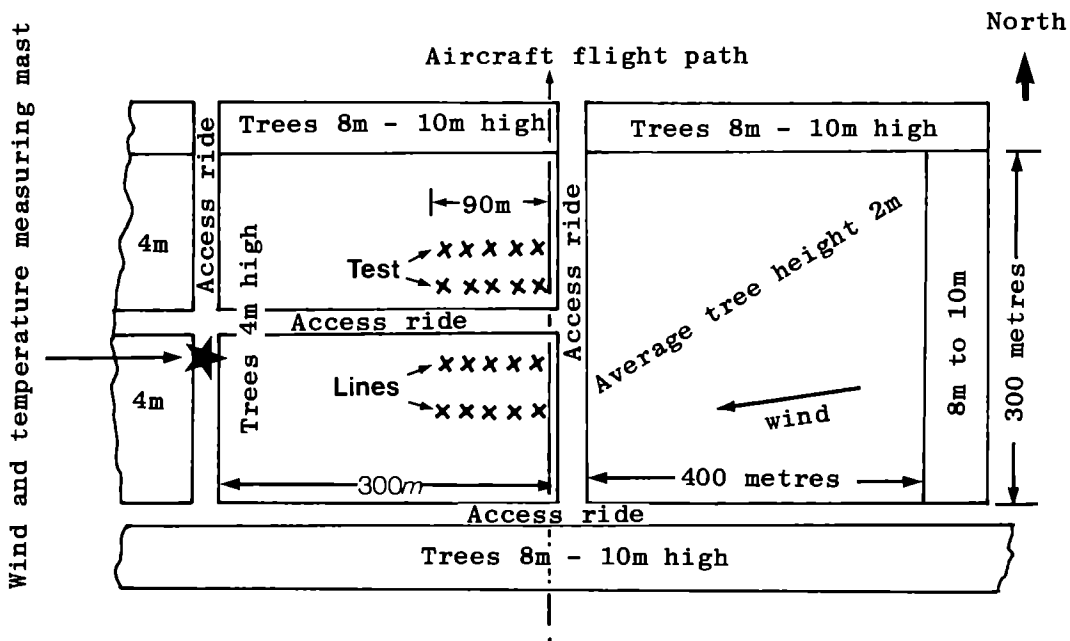 North
Aircraft flight path
Wind and temperature measuring mast
Trees 8m - 10m high
Trees 8m - 10m high
Access ride
Access ride
90m
4m
Test
Trees 4m high
Average tree height 2m
8m to 10m
300 metres
Access ride
Lines
4m
wind
300m
400 metres
Access ride
Trees 8m - 10m high
x x x x x
x x x x x
x x x x x
x x x x x